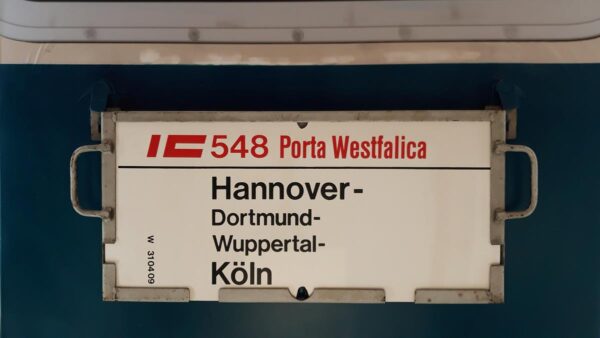 IC 548 Porta Westfalica
Hannover-
Dortmund-
Wuppertal-
Köln
W 310409